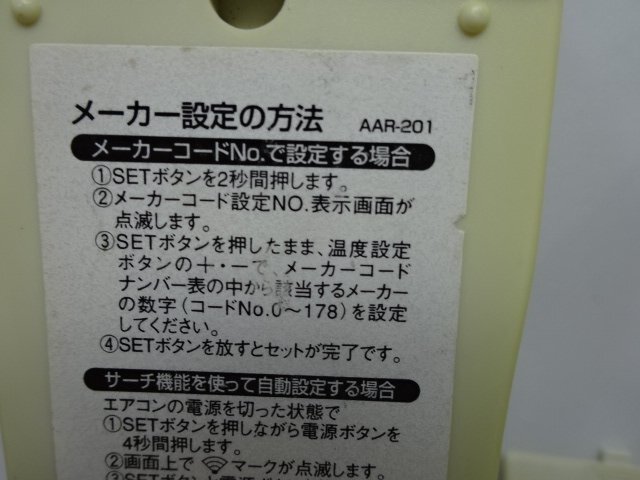 メーカー設定の方法 AAR-201
メーカーコードNo.で設定する場合
①SETボタンを2秒間押します。
②メーカーコード設定NO.表示画面が
点滅します。
③SETボタンを押したまま、温度設定
ボタンの＋・－で、メーカーコード
ナンバー表の中から該当するメーカー
の数字(コードNo.0～178)を設定
してください。
④SETボタンを放すとセットが完了です。
サーチ機能を使って自動設定する場合
エアコンの電源を切った状態で
①SETボタンを押しながら電源ボタンを
4秒間押します。
②画面上で マークが点滅します。
③SETボタンと電源ボ